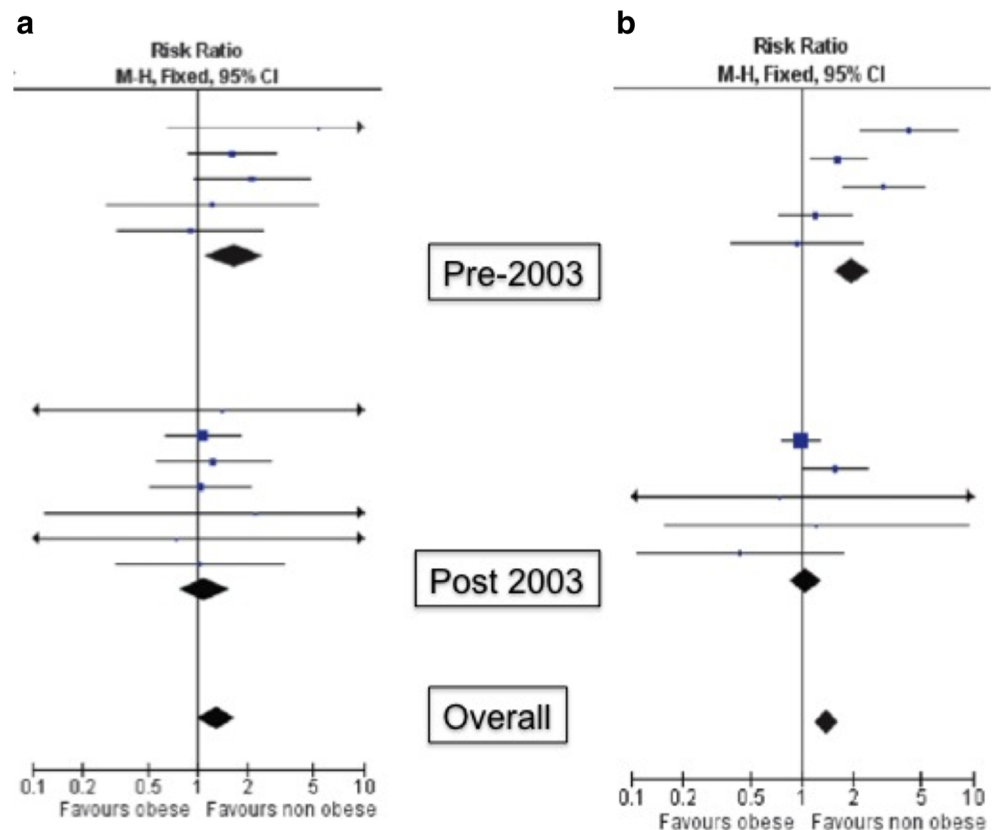 a
Risk Ratio
M-H, Fixed, 95% CI
b
Risk Ratio
M-H, Fixed, 95% CI
Pre-2003
Post 2003
Overall
0.1 0.2 0.5 1 2 5 10
Favours obese Favours non obese
0.1 0.2 0.5 1 2 5 10
Favours obese Favours non obese